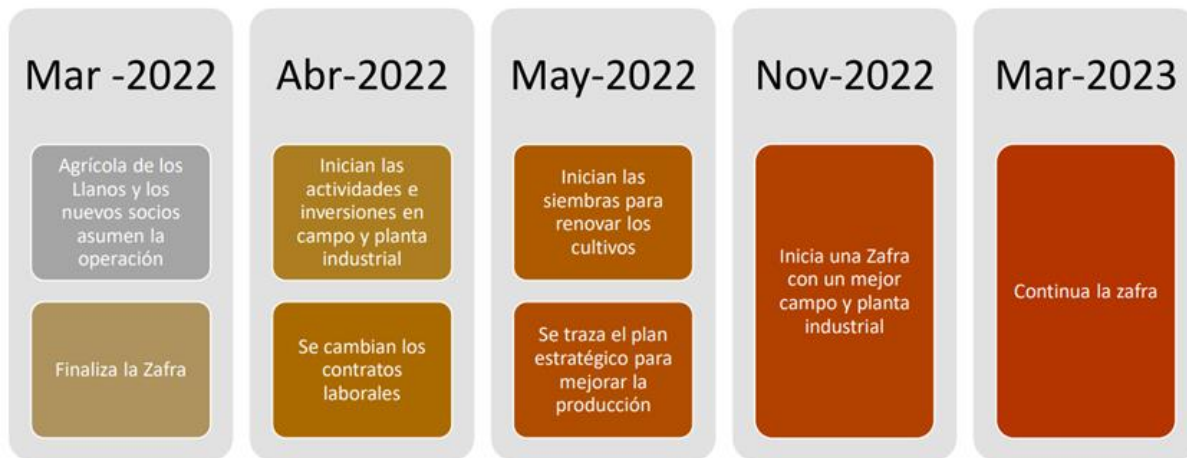 Mar -2022
Agrícola de los
Llanos y los
nuevos socios
asumen la
operación
Finaliza la Zafra
Abr-2022
Inician las
actividades e
inversiones en
campo y planta
industrial
Se cambian los
contratos
laborales
May-2022
Inician las
siembras para
renovar los
cultivos
Se traza el plan
estratégico para
mejorar la
producción
Nov-2022
Inicia una Zafra
con un mejor
campo y planta
industrial
Mar-2023
Continua la zafra